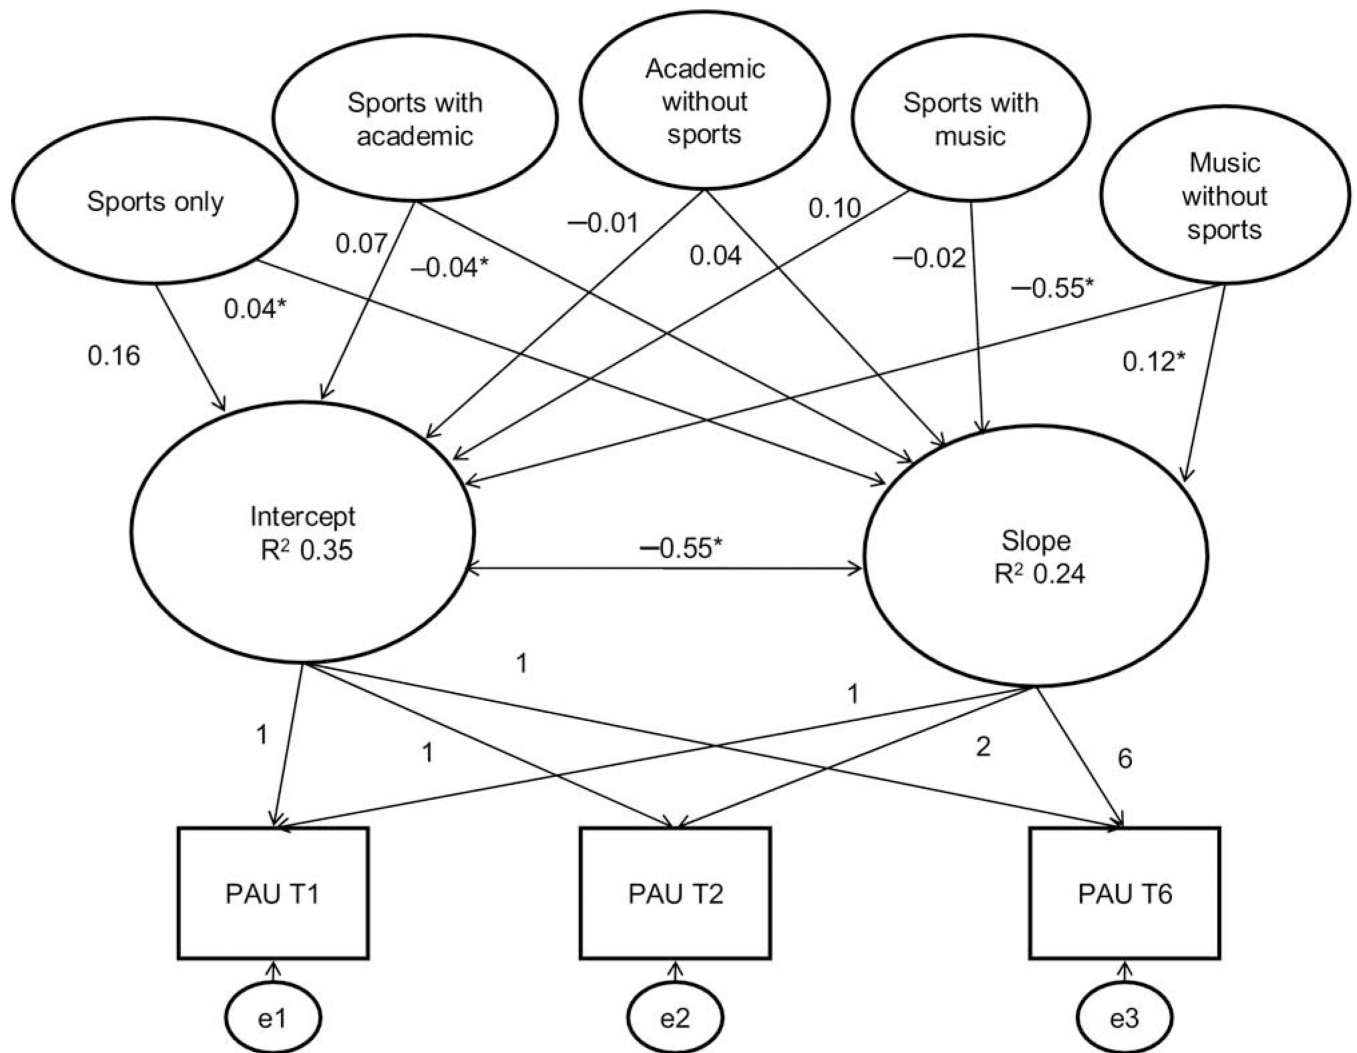 Sports only
Sports with
academic
Academic
without
sports
Sports with
music
Music
without
sports
0.16
0.04*
0.07
–0.04*
–0.01
0.04
0.10
–0.02
–0.55*
0.12*
Intercept
R² 0.35
–0.55*
Slope
R² 0.24
1
1
1
1
2
6
PAU T1
PAU T2
PAU T6
e1
e2
e3